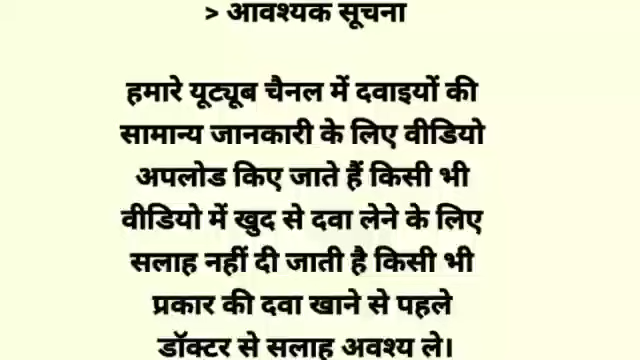 > आवश्यक सूचना
हमारे यूट्यूब चैनल में दवाइयों की
सामान्य जानकारी के लिए वीडियो
अपलोड किए जाते हैं किसी भी
वीडियो में खुद से दवा लेने के लिए
सलाह नहीं दी जाती है किसी भी
प्रकार की दवा खाने से पहले
डॉक्टर से सलाह अवश्य ले।